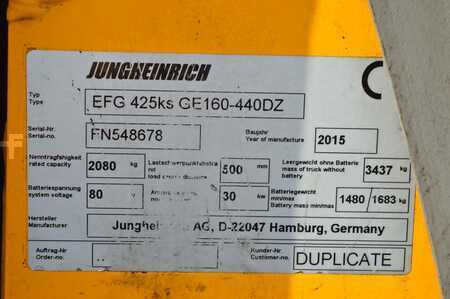 JUNGHEINRICH
Typ
Type
EFG 425ks GE160-440DZ
Serial-Nr.
Serial-No.
FN548678
Baujahr
Year of manufacture
2015
Nenntragfähigkeit
rated capacity
2080 kg
500 mm
Leergewicht ohne Batterie
mass of truck without
battery
3437 kg
Batteriespannung
system voltage
80 V
30 kW
Batteriegewicht
min/max
Battery mass min/max
1480 / 1683 kg
Hersteller
Manufacturer
AG, D-22047 Hamburg, Germany
Auftrag-Nr
Order-no.
Kunder-Nr
Customer-no.
DUPLICATE